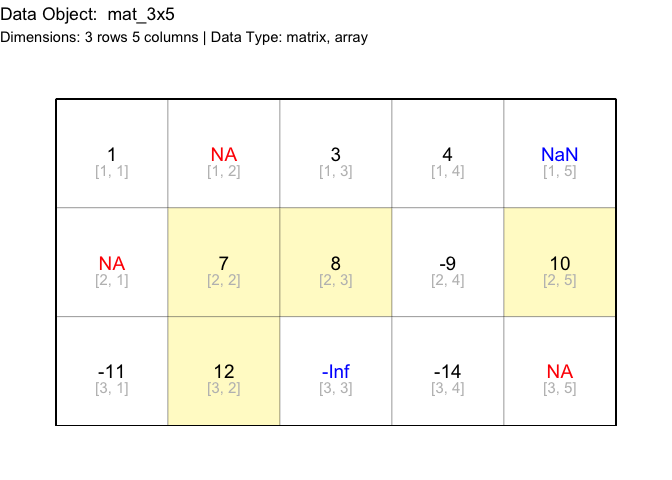 Data Object:  mat_3x5
Dimensions: 3 rows 5 columns | Data Type: matrix, array
1 NA 3 4 NaN
[1, 1] [1, 2] [1, 3] [1, 4] [1, 5]
NA 7 8 -9 10
[2, 1] [2, 2] [2, 3] [2, 4] [2, 5]
-11 12 -Inf -14 NA
[3, 1] [3, 2] [3, 3] [3, 4] [3, 5]